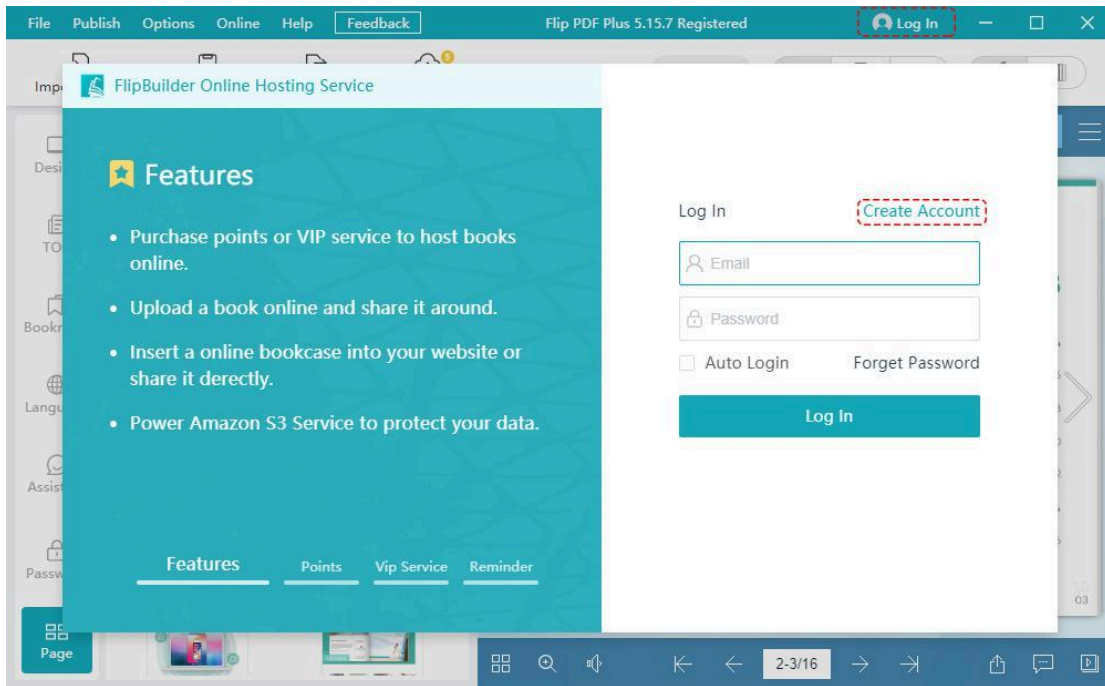 File Publish Options Online Help Feedback Flip PDF Plus 5.15.7 Registered Log In
FlipBuilder Online Hosting Service
Features
• Purchase points or VIP service to host books
online.
• Upload a book online and share it around.
• Insert a online bookcase into your website or
share it derectly.
• Power Amazon S3 Service to protect your data.
Features Points Vip Service Reminder
Log In Create Account
Email
Password
Auto Login Forget Password
Log In
Page
03
2-3/16